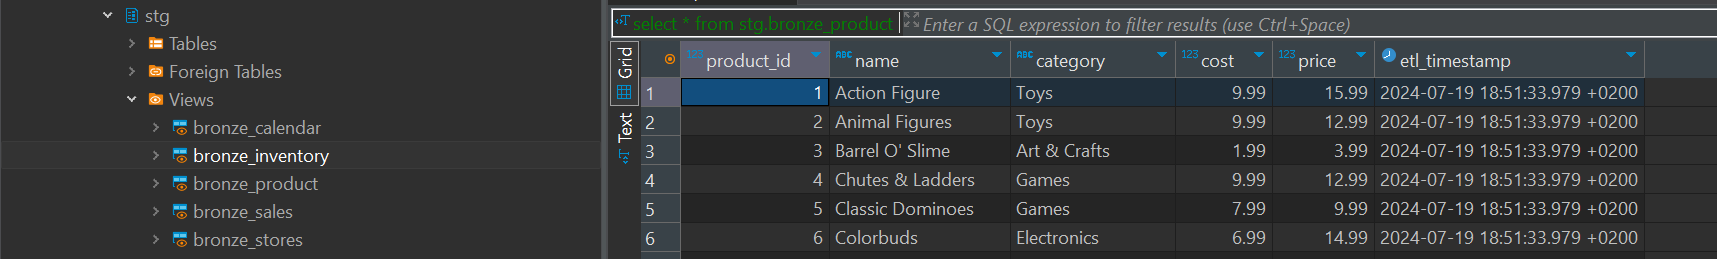 stg
Tables
Foreign Tables
Views
bronze_calendar
bronze_inventory
bronze_product
bronze_sales
bronze_stores
select * from stg.bronze_product Enter a SQL expression to filter results (use Ctrl+Space)
Grid
Text
123 product_id ABC name ABC category 123 cost 123 price etl_timestamp
1 1 Action Figure Toys 9.99 15.99 2024-07-19 18:51:33.979 +0200
2 2 Animal Figures Toys 9.99 12.99 2024-07-19 18:51:33.979 +0200
3 3 Barrel O' Slime Art & Crafts 1.99 3.99 2024-07-19 18:51:33.979 +0200
4 4 Chutes & Ladders Games 9.99 12.99 2024-07-19 18:51:33.979 +0200
5 5 Classic Dominoes Games 7.99 9.99 2024-07-19 18:51:33.979 +0200
6 6 Colorbuds Electronics 6.99 14.99 2024-07-19 18:51:33.979 +0200